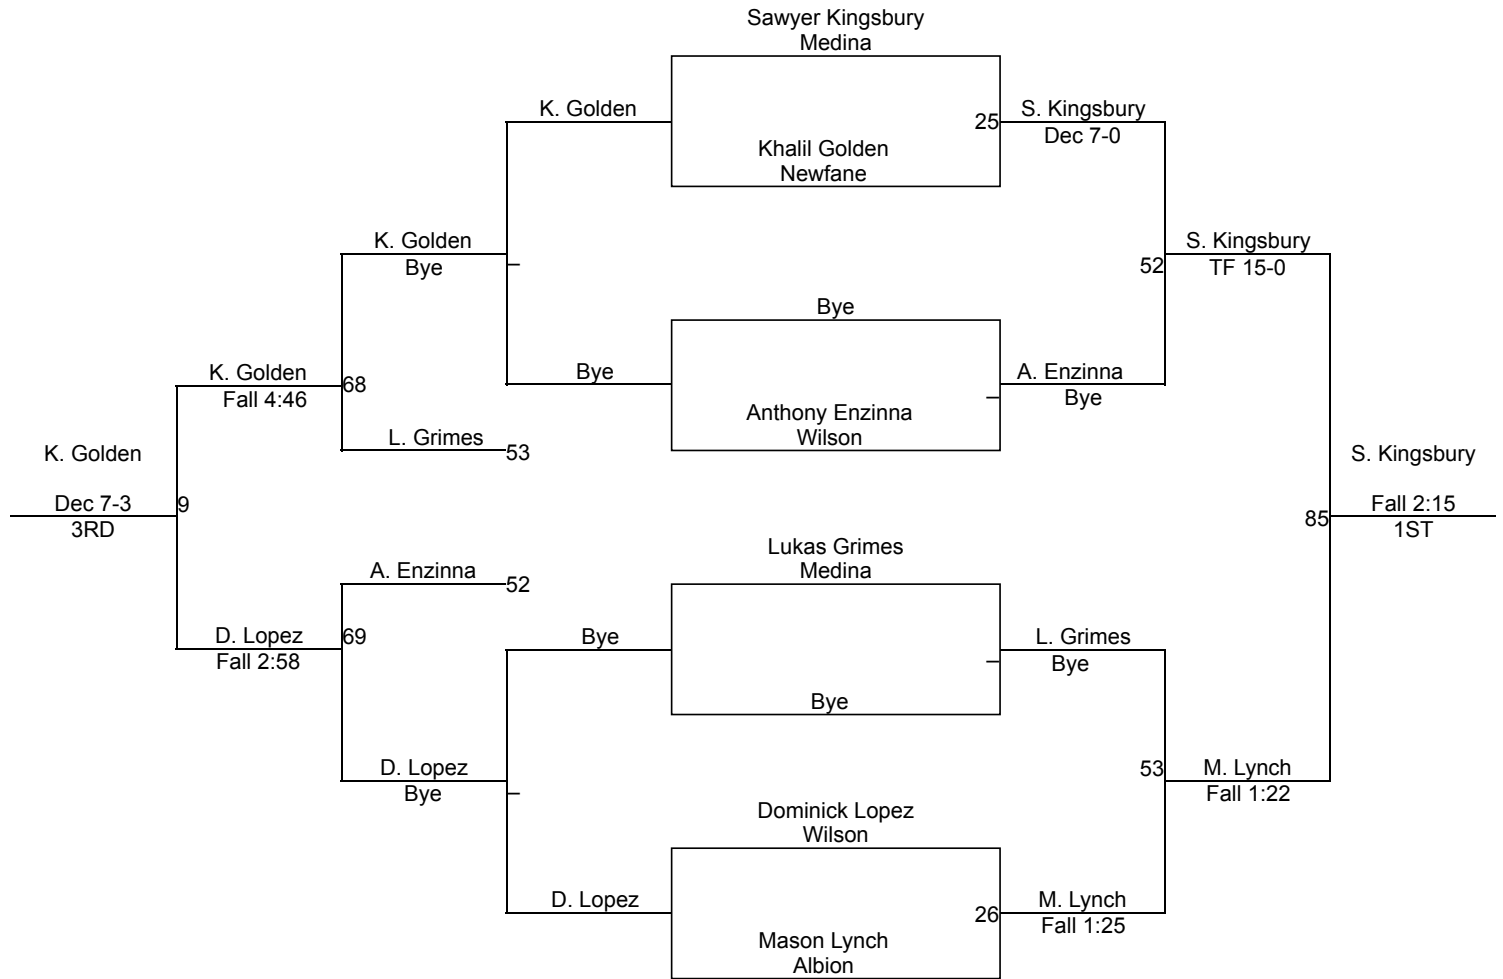 Sawyer Kingsbury
Medina
K. Golden
25
S. Kingsbury
Dec 7-0
Khalil Golden
Newfane
K. Golden
Bye
52
S. Kingsbury
TF 15-0
Bye
Bye
A. Enzinna
Bye
Anthony Enzinna
Wilson
K. Golden
Fall 4:46
68
L. Grimes
53
K. Golden
Dec 7-3
3RD
9
S. Kingsbury
Fall 2:15
1ST
85
Lukas Grimes
Medina
A. Enzinna
52
D. Lopez
Fall 2:58
69
Bye
L. Grimes
Bye
Bye
D. Lopez
Bye
53
M. Lynch
Fall 1:22
Dominick Lopez
Wilson
D. Lopez
26
M. Lynch
Fall 1:25
Mason Lynch
Albion